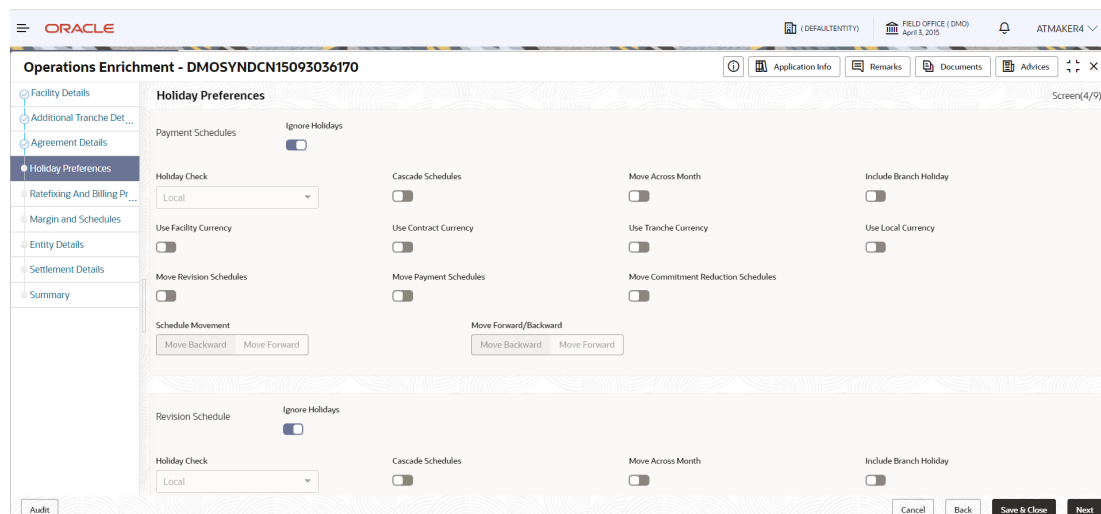 ORACLE
( DEFAULTENTITY)
FIELD OFFICE ( DMO)
April 3, 2015
ATMAKER4
Operations Enrichment - DMOSYNDCN15093036170
Application Info
Remarks
Documents
Advices
Facility Details
Additional Tranche Det...
Agreement Details
Holiday Preferences
Ratefixing And Billing Pr...
Margin and Schedules
Entity Details
Settlement Details
Summary
Holiday Preferences
Screen(4/9)
Payment Schedules
Ignore Holidays
Holiday Check
Cascade Schedules
Move Across Month
Include Branch Holiday
Local
Use Facility Currency
Use Contract Currency
Use Tranche Currency
Use Local Currency
Move Revision Schedules
Move Payment Schedules
Move Commitment Reduction Schedules
Schedule Movement
Move Forward/Backward
Move Backward Move Forward
Move Backward Move Forward
Revision Schedule
Ignore Holidays
Holiday Check
Cascade Schedules
Move Across Month
Include Branch Holiday
Local
Audit
Cancel
Back
Save & Close
Next